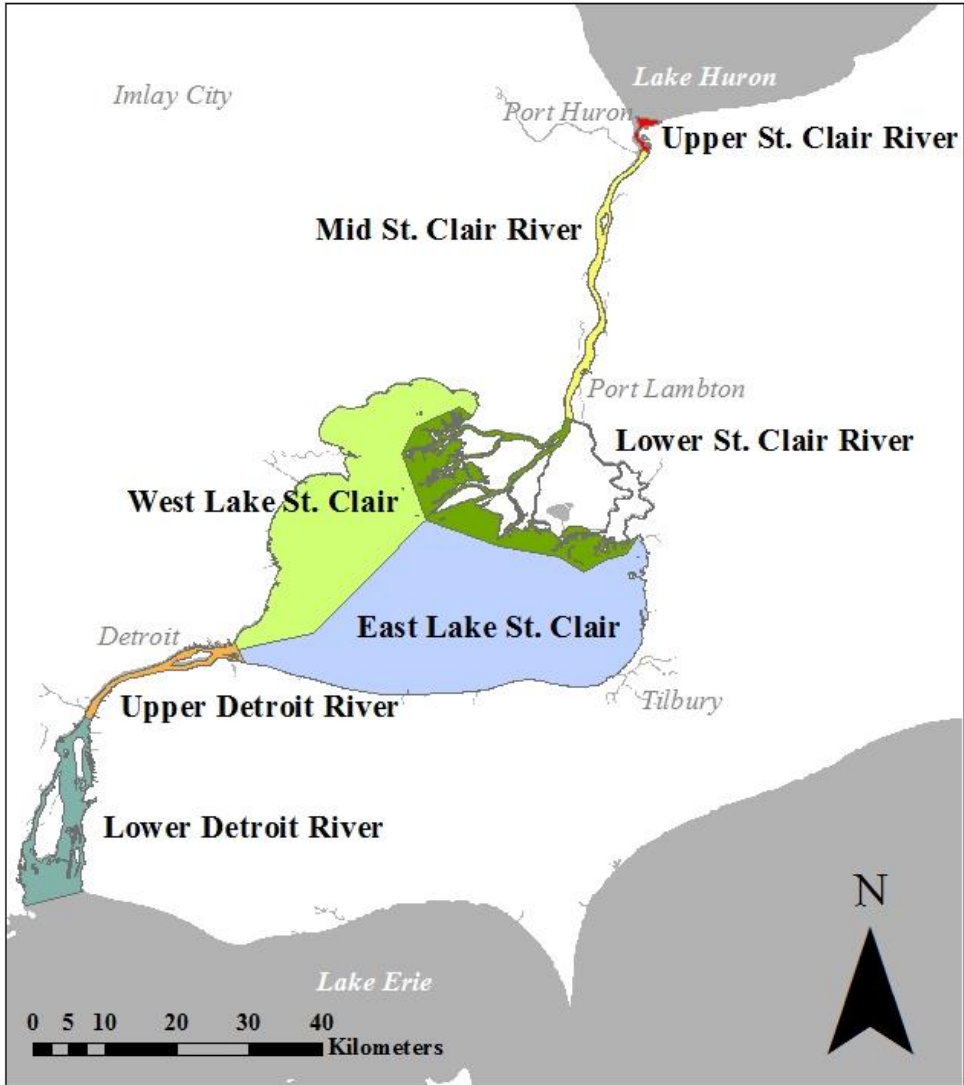 Lake Huron
Imlay City
Port Huron
Upper St. Clair River
Mid St. Clair River
Port Lambton
Lower St. Clair River
West Lake St. Clair
East Lake St. Clair
Detroit
Tilbury
Upper Detroit River
Lower Detroit River
N
Lake Erie
0 5 10 20 30 40
Kilometers